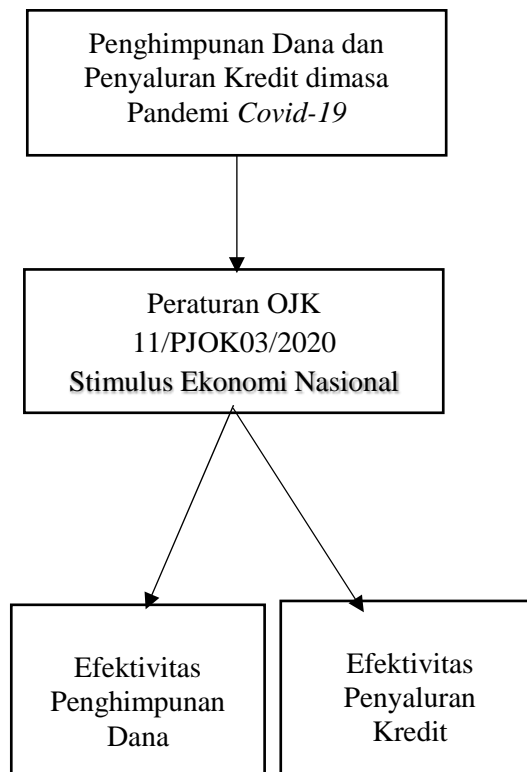 Penghimpunan Dana dan
Penyaluran Kredit dimasa
Pandemi Covid-19
Peraturan OJK
11/PJOK03/2020
Stimulus Ekonomi Nasional
Efektivitas
Penghimpunan
Dana
Efektivitas
Penyaluran
Kredit